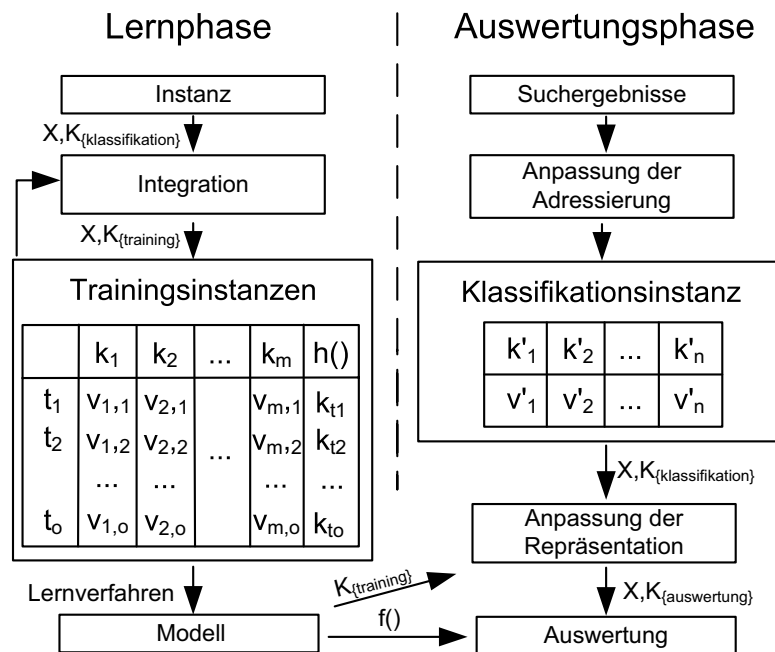 Lernphase
Instanz
X,K{klassifikation}
Integration
X,K{training}
Trainingsinstanzen
k1 k2 ... km h()
t1 v1,1 v2,1 vm,1 kt1
t2 v1,2 v2,2 ... vm,2 kt2
... ... ... ...
to v1,o v2,o vm,o kto
Lernverfahren
Modell
K{training}
f()
Auswertungsphase
Suchergebnisse
Anpassung der
Adressierung
Klassifikationsinstanz
k'1 k'2 ... k'n
v'1 v'2 ... v'n
X,K{klassifikation}
Anpassung der
Repräsentation
X,K{auswertung}
Auswertung